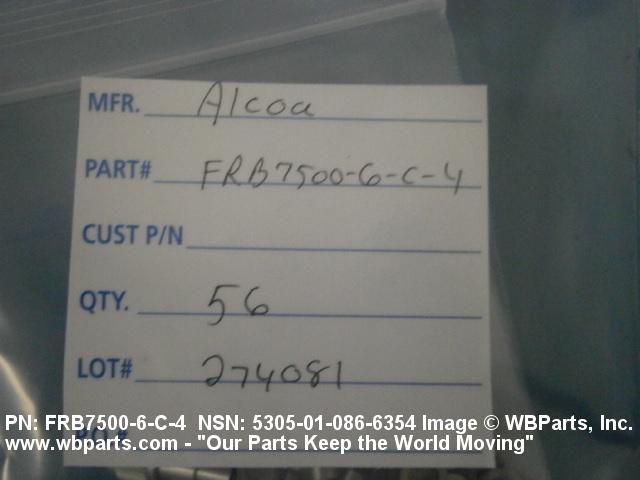 MFR. Alcoa
PART# FRB7500-6-C-4
CUST P/N
QTY. 56
LOT# 274081
PN: FRB7500-6-C-4 NSN: 5305-01-086-6354 Image © WBParts, Inc.
www.wbparts.com - "Our Parts Keep the World Moving"